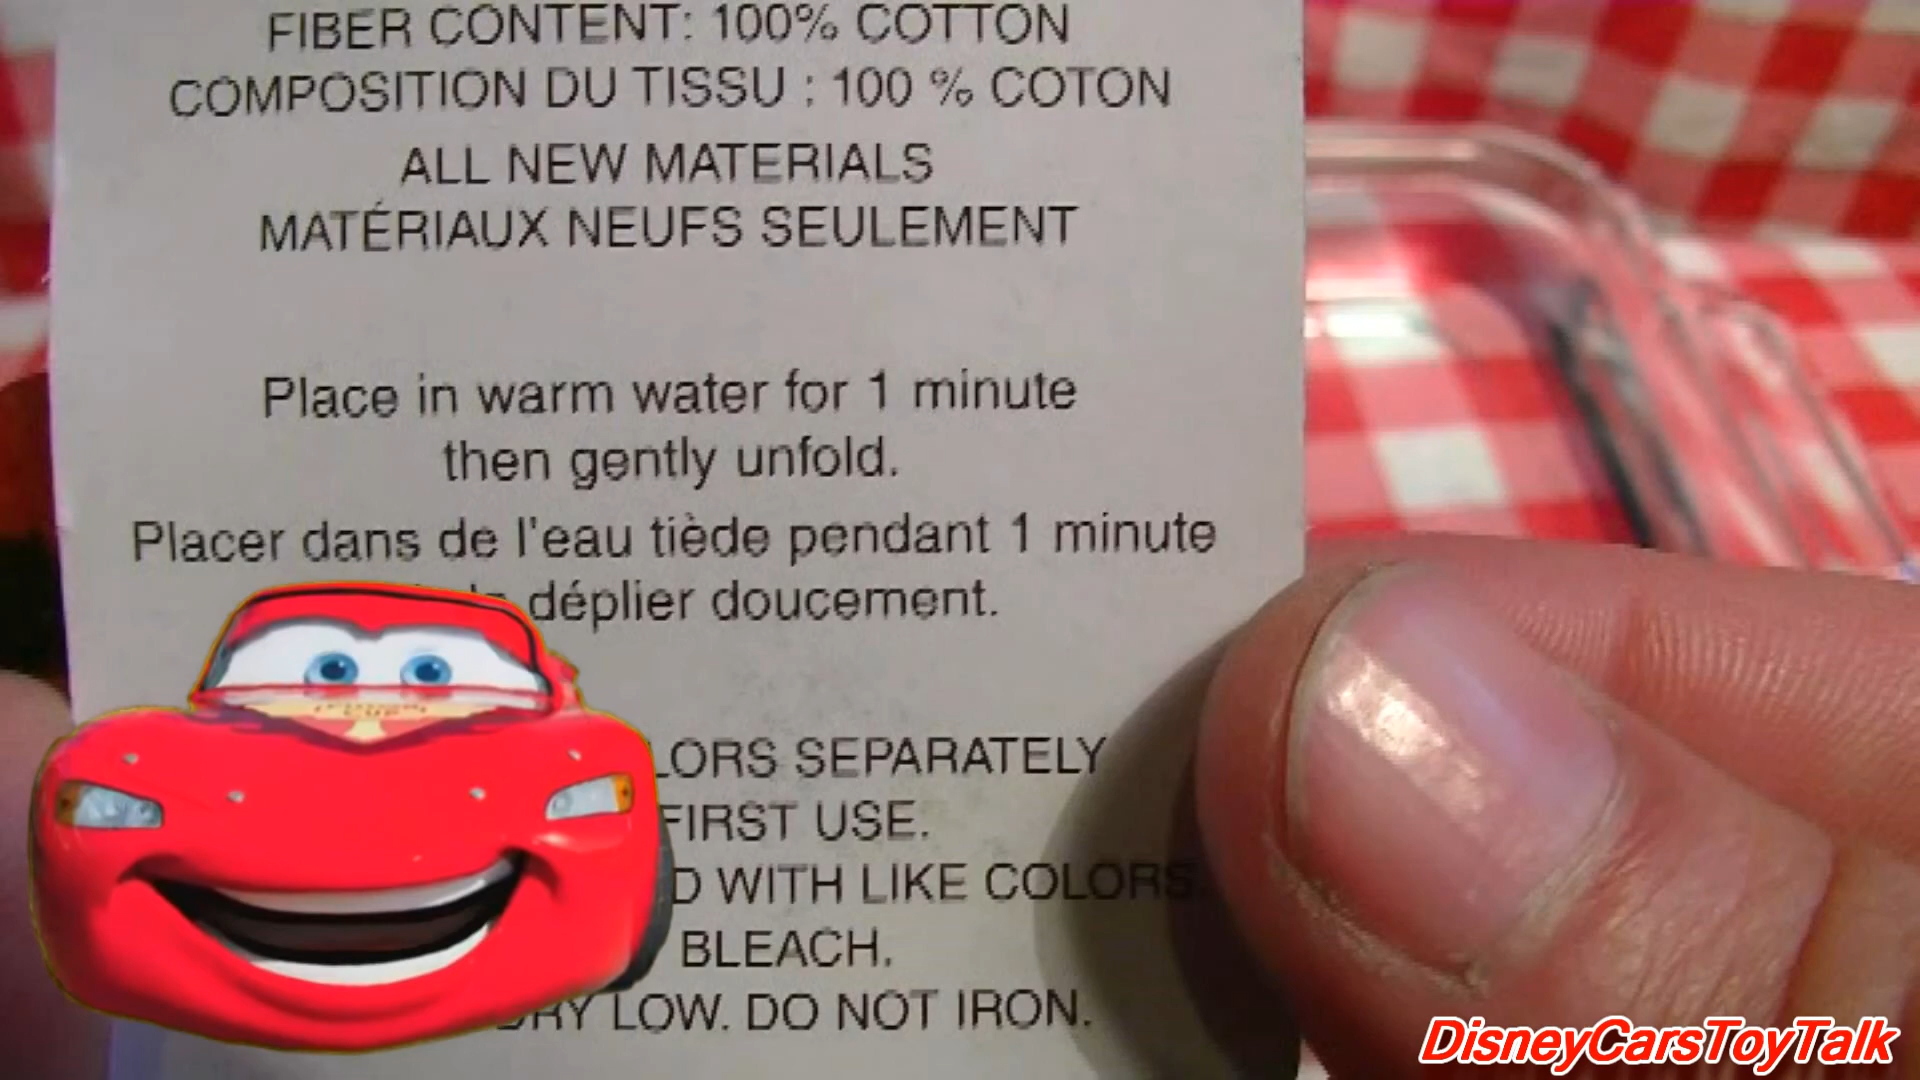 FIBER CONTENT: 100% COTTON
COMPOSITION DU TISSU : 100 % COTON
ALL NEW MATERIALS
MATÉRIAUX NEUFS SEULEMENT
Place in warm water for 1 minute
then gently unfold.
Placer dans de l'eau tiède pendant 1 minute
déplier doucement.
SEPARATELY
FIRST USE.
WITH LIKE COLORS
BLEACH.
LOW. DO NOT IRON.
DisneyCarsToyTalk